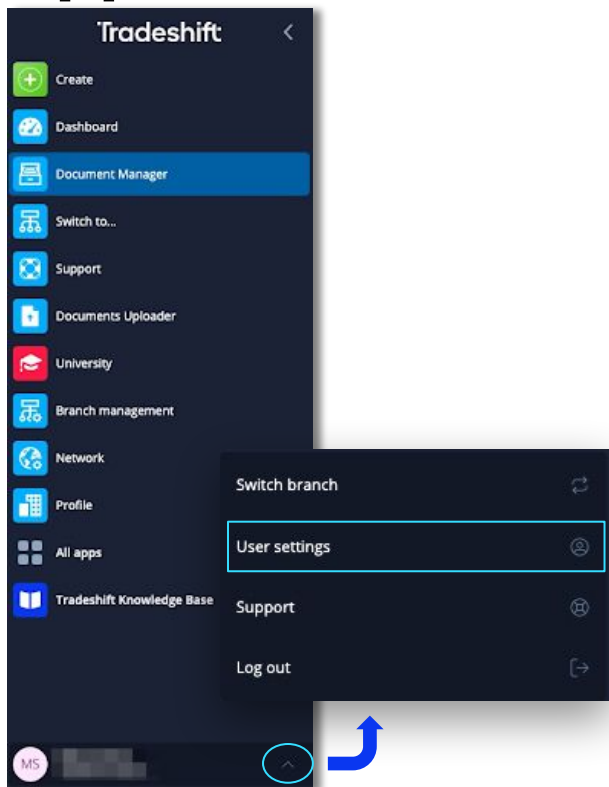 Tradeshift
Create
Dashboard
Document Manager
Switch to...
Support
Documents Uploader
University
Branch management
Network
Profile
All apps
Tradeshift Knowledge Base
Switch branch
User settings
Support
Log out
MS